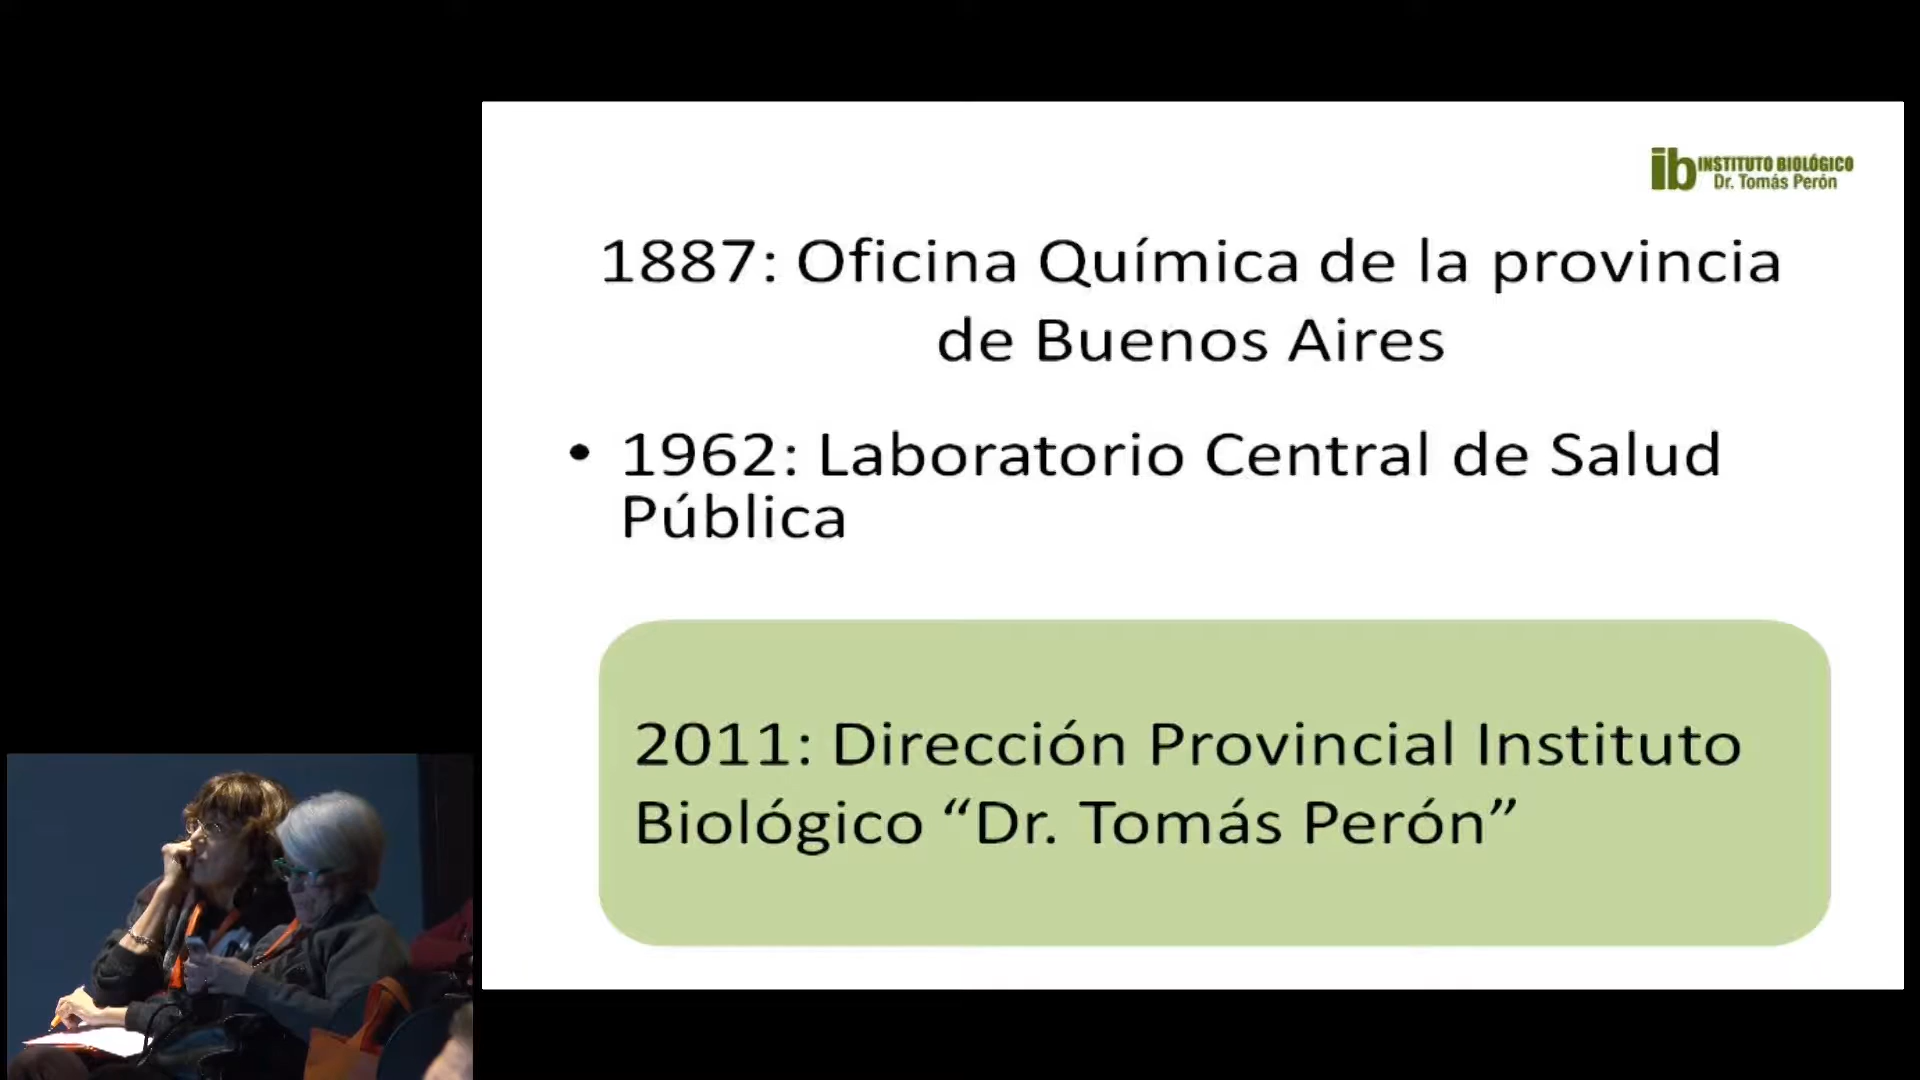 ib INSTITUTO BIOLÓGICO
Dr. Tomás Perón
1887: Oficina Química de la provincia
de Buenos Aires
• 1962: Laboratorio Central de Salud
Pública
2011: Dirección Provincial Instituto
Biológico “Dr. Tomás Perón”